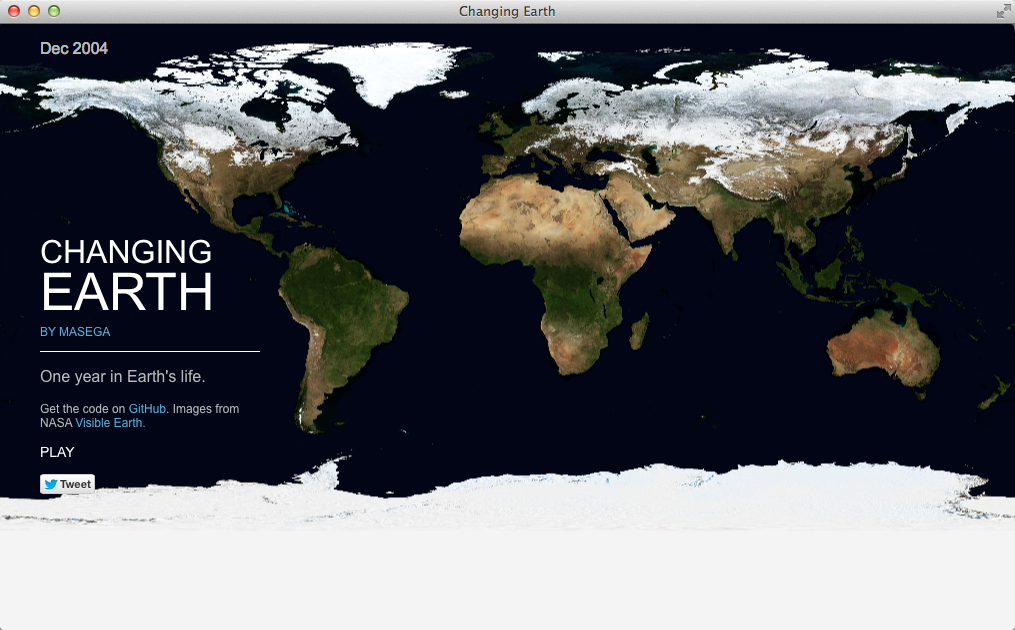 Changing Earth
Dec 2004
CHANGING
EARTH
BY MASEGA
One year in Earth's life.
Get the code on GitHub. Images from
NASA Visible Earth.
PLAY
Tweet